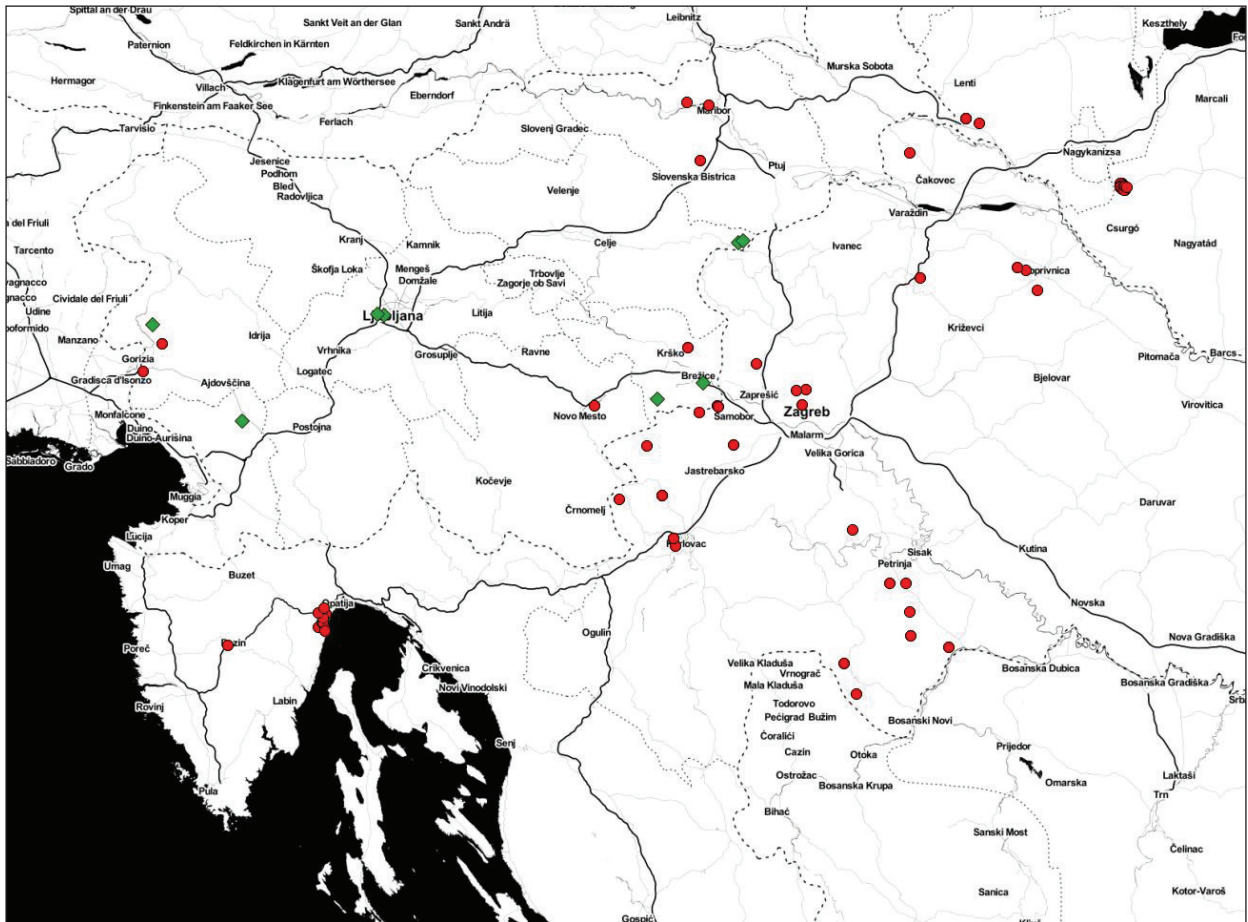 Spittal an der Drau
Sankt Veit an der Glan
Sankt Andrä
Leibnitz
Keszthely
Paternion
Feldkirchen in Kärnten
Hermagor
Villach
Klagenfurt am Wörthersee
Eberndorf
Murska Sobota
Lenti
Marcali
Finkenstein am Faaker See
Ferlach
Maribor
Tarvisio
Slovenj Gradec
Jesenice
Podhom
Bled
Radovljica
Velenje
Slovenska Bistrica
Ptuj
Čakovec
Nagykanizsa
Varaždin
Csurgó
Nagyatád
Tarcento
Kranj
Kamnik
Celje
Ivanec
Škofja Loka
Mengeš
Domžale
Trbovlje
Zagorje ob Savi
Cividale del Friuli
Udine
Ljubljana
Litija
Križevci
Manzano
Idrija
Vrhnika
Grosuplje
Ravne
Krško
Pitomača
Barcs
Gorizia
Gradisca d'Isonzo
Ajdovščina
Logatec
Brežice
Zaprešić
Bjelovar
Virovitica
Monfalcone
Duino
Duino-Aurisina
Postojna
Novo Mesto
Samobor
Zagreb
Malarm
Velika Gorica
Grado
Muggia
Koper
Kočevje
Jastrebarsko
Črnomelj
Daruvar
Lucija
Umag
Karlovac
Sisak
Kutina
Petrinja
Buzet
Opatija
Novska
Poreč
Pazin
Ogulin
Nova Gradiška
Crikvenica
Novi Vinodolski
Velika Kladuša
Vrnograč
Mala Kladuša
Bosanska Dubica
Bosanska Gradiška
Rovinj
Labin
Todorovo
Pećigrad
Bužim
Bosanski Novi
Senj
Ćoralići
Cazin
Otoka
Prijedor
Pula
Ostrožac
Bosanska Krupa
Omarska
Laktaši
Trn
Bihać
Sanski Most
Čelinac
Sanica
Kotor-Varoš
Gospić